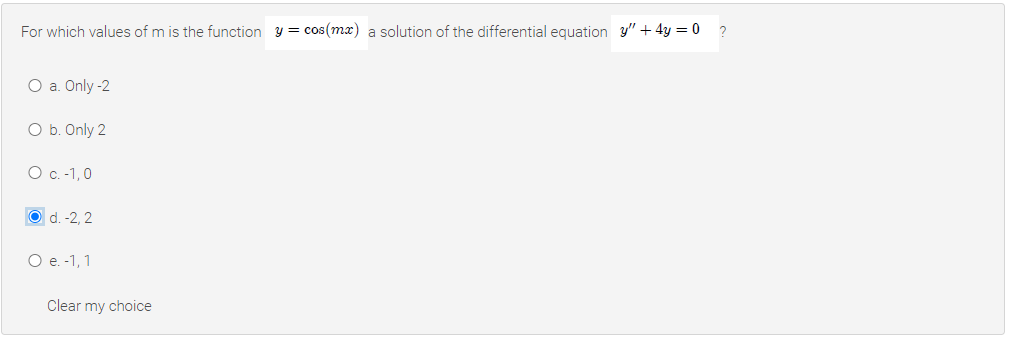 For which values of m is the function y = cos(mx) a solution of the differential equation y″ + 4y = 0 ?
a. Only -2
b. Only 2
c. -1, 0
d. -2, 2
e. -1, 1
Clear my choice